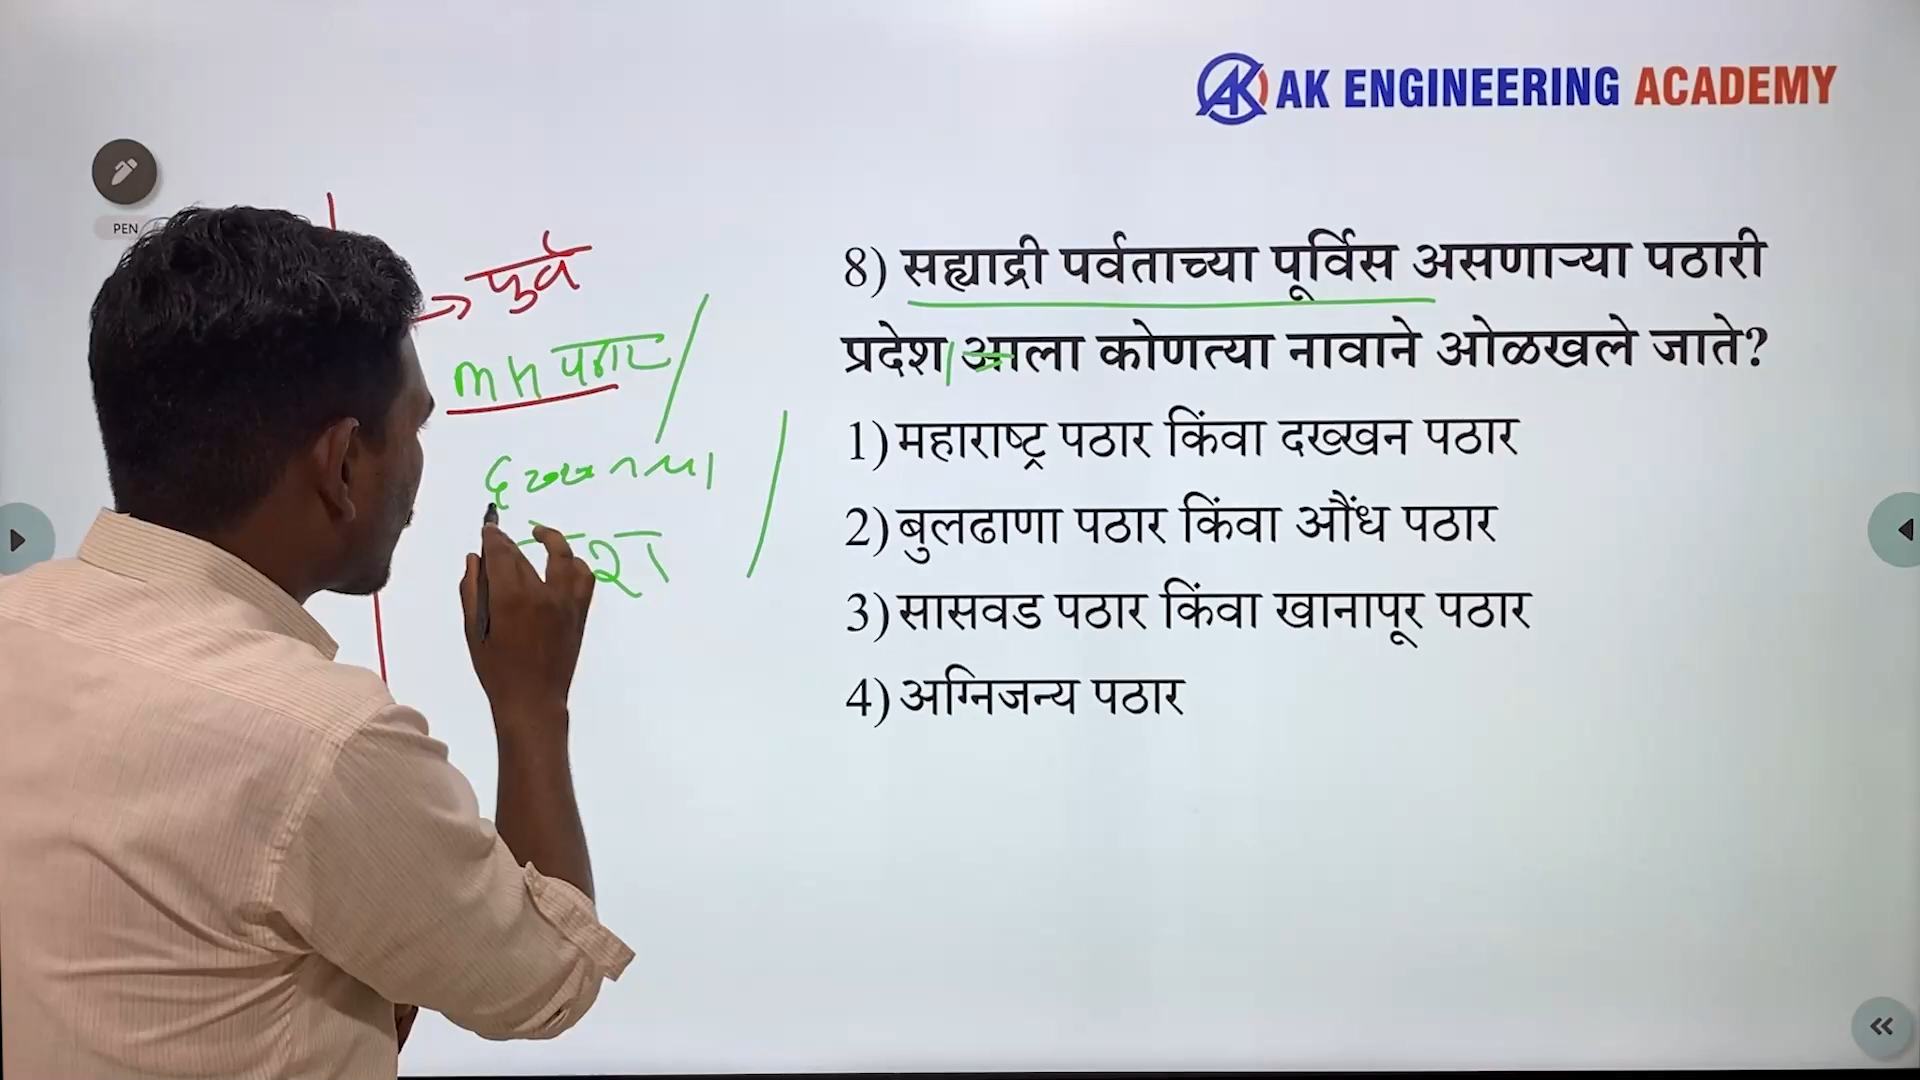 AK ENGINEERING ACADEMY
PEN
पुर्व
MH पठार
8) सह्याद्री पर्वताच्या पूर्विस असणाऱ्या पठारी
प्रदेश आला कोणत्या नावाने ओळखले जाते?
1) महाराष्ट्र पठार किंवा दख्खन पठार
2) बुलढाणा पठार किंवा औंध पठार
3) सासवड पठार किंवा खानापूर पठार
4) अग्निजन्य पठार